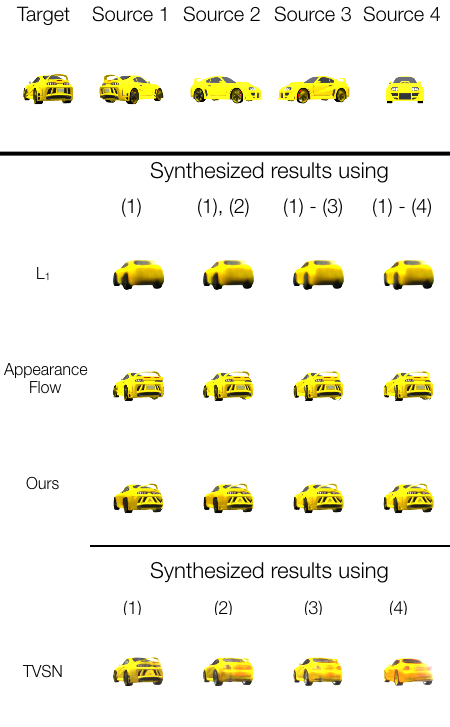 Target Source 1 Source 2 Source 3 Source 4
Synthesized results using
(1) (1), (2) (1) - (3) (1) - (4)
L₁
Appearance
Flow
Ours
Synthesized results using
(1) (2) (3) (4)
TVSN